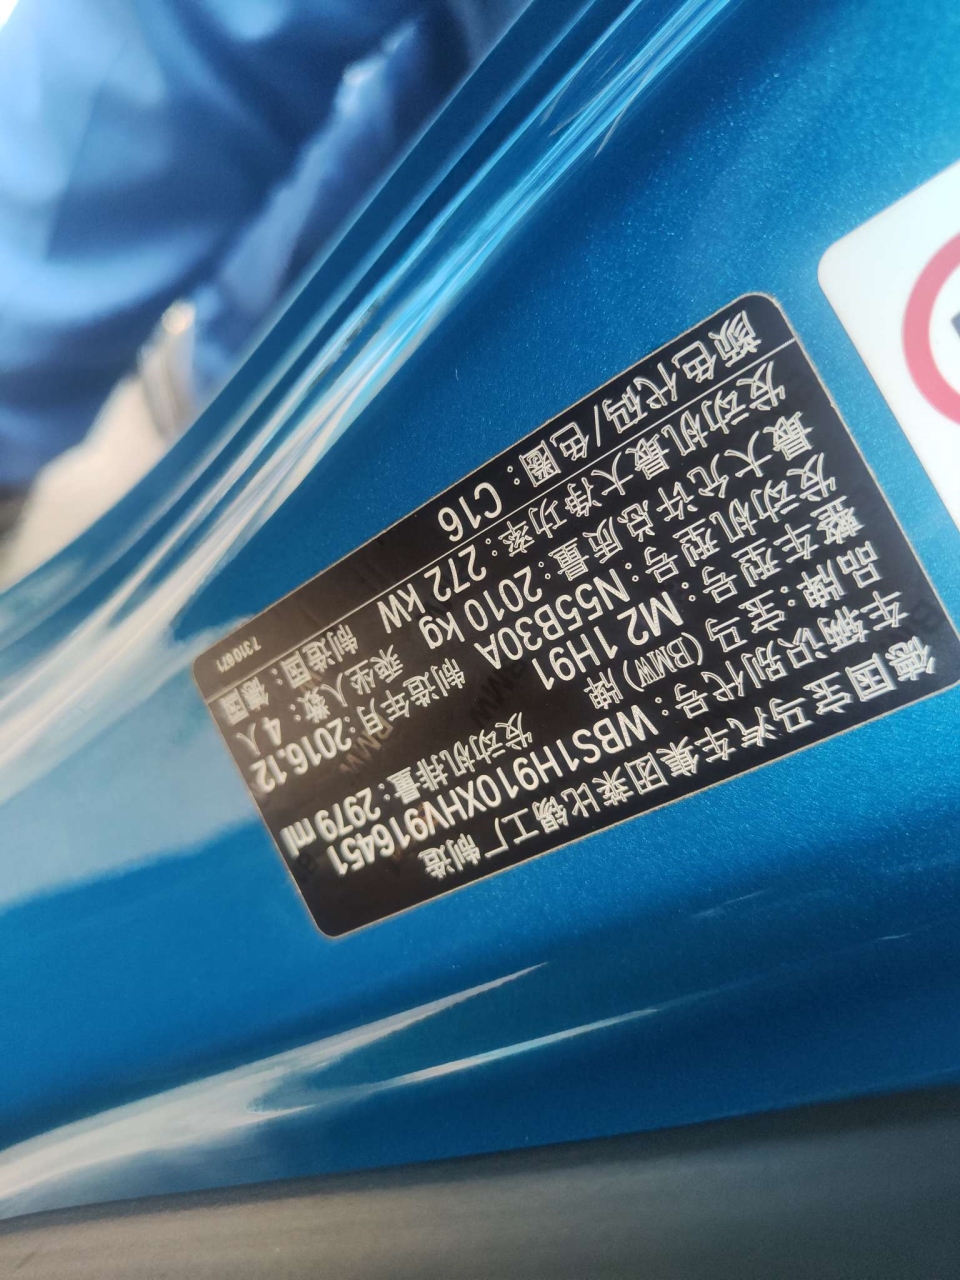 德国宝马汽车集团莱比锡工厂 制造
车辆识别代号：WBS1H910XHV916451
品牌：宝马(BMW)牌 发动机排量：2979 ml
整车型号：M2 1H91 制造年月：2016.12
发动机型号：N55B30A 乘坐人数：4人
最大允许总质量：2010 kg 制造国：德国
发动机最大净功率：272 kW
颜色代码/色圈：C16
7310671